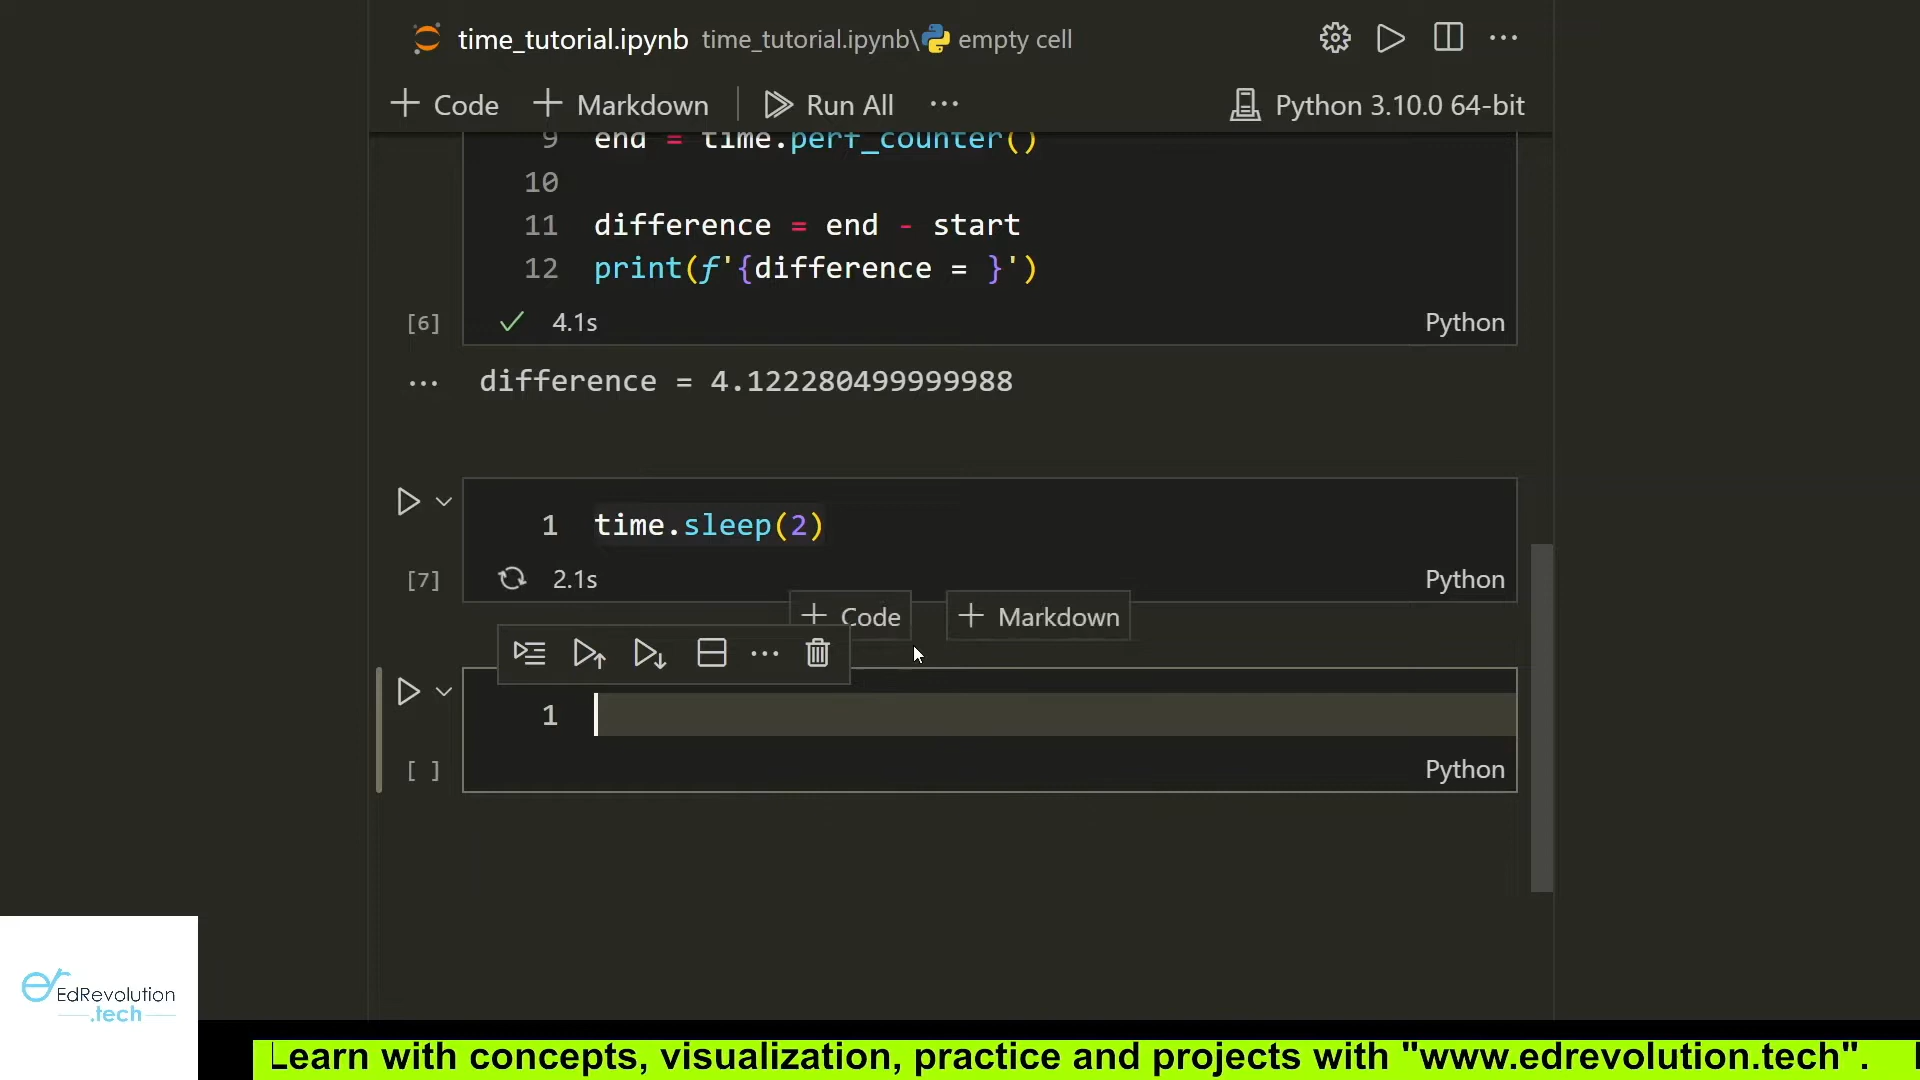 time_tutorial.ipynb time_tutorial.ipynb\ empty cell
Code Markdown Run All ... Python 3.10.0 64-bit
9 end = time.perf_counter()
10
11 difference = end - start
12 print(f'{difference = }')
[6] 4.1s Python
... difference = 4.122280499999988
1 time.sleep(2)
[7] 2.1s Python
+ Code + Markdown
1
[ ] Python
EdRevolution
.tech
Learn with concepts, visualization, practice and projects with "www.edrevolution.tech".